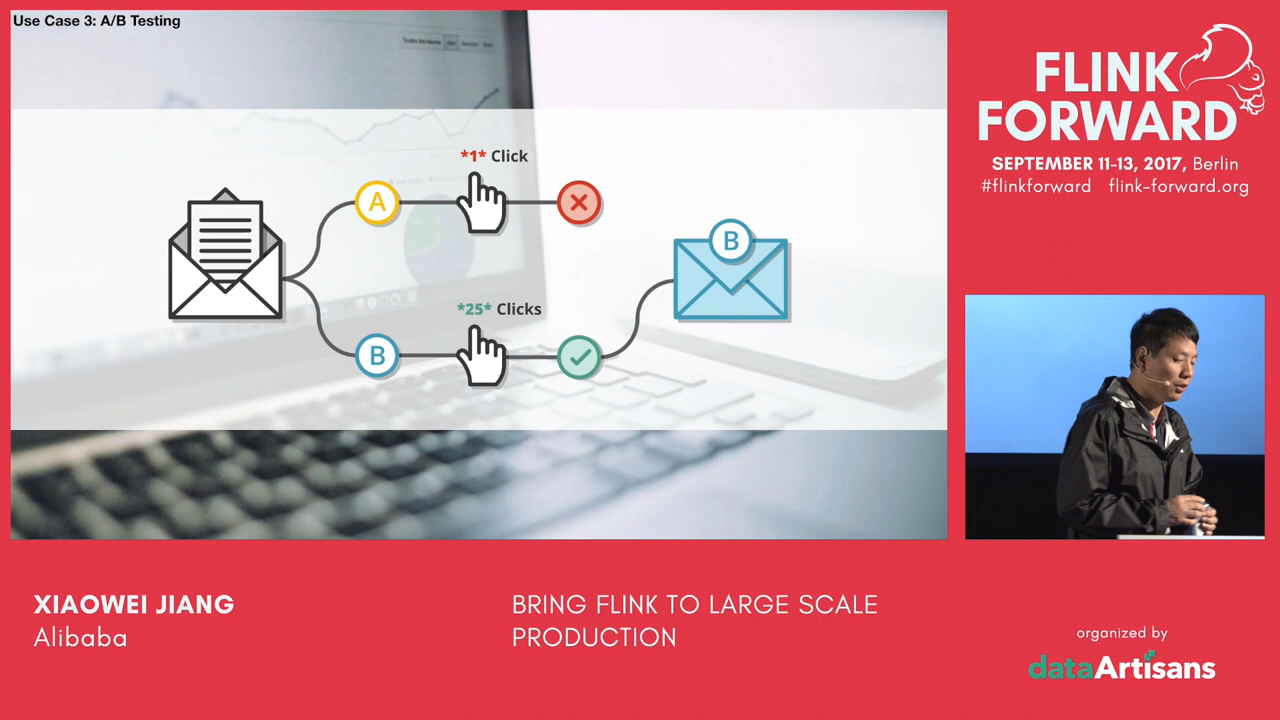 Use Case 3: A/B Testing
*1* Click
A
B
*25* Clicks
B
FLINK
FORWARD
SEPTEMBER 11-13, 2017, Berlin
#flinkforward flink-forward.org
XIAOWEI JIANG
Alibaba
BRING FLINK TO LARGE SCALE
PRODUCTION
organized by
dataArtisans